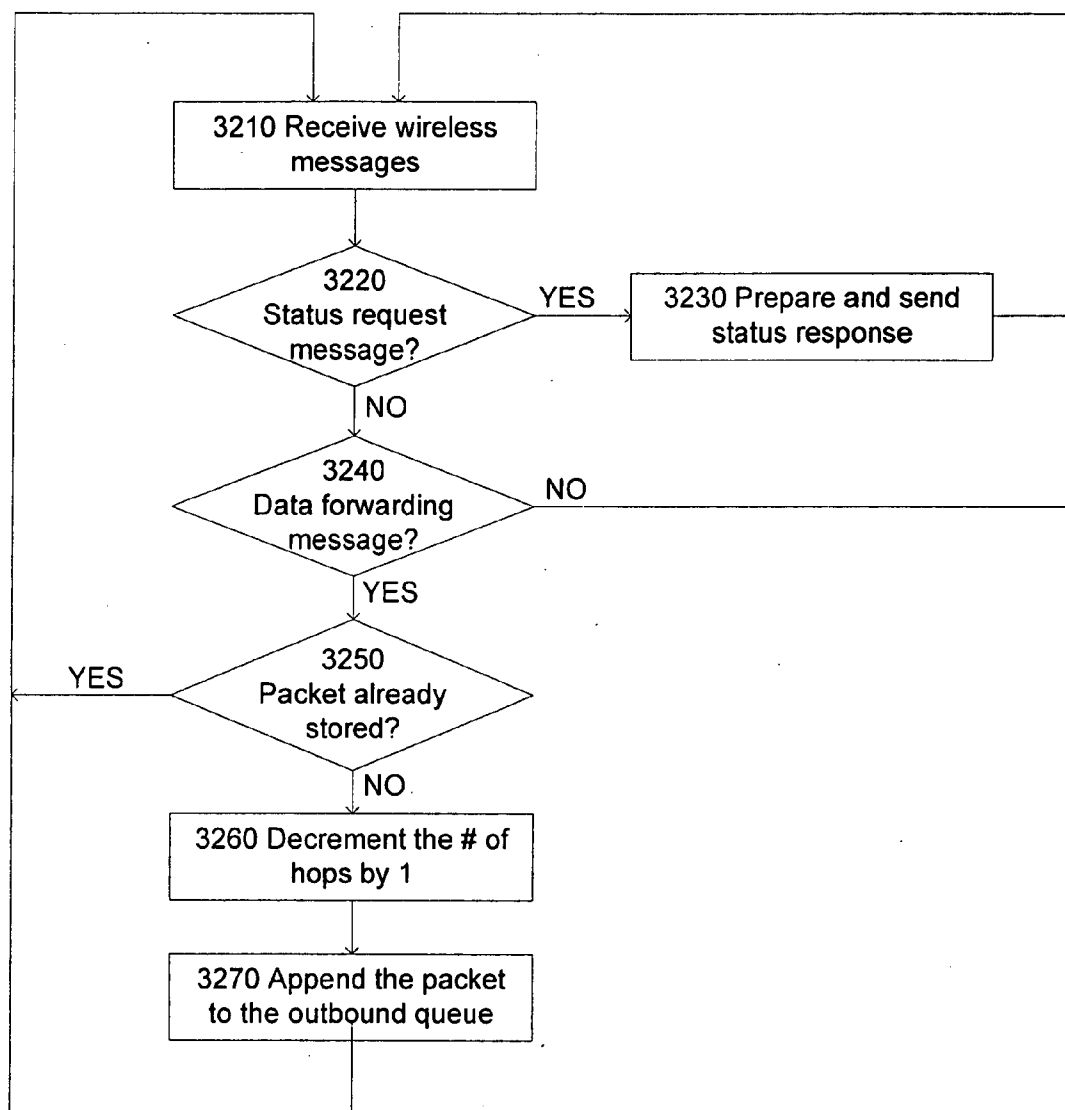 3210 Receive wireless
messages
3220
Status request
message?
YES
3230 Prepare and send
status response
NO
3240
Data forwarding
message?
NO
YES
3250
Packet already
stored?
YES
NO
3260 Decrement the # of
hops by 1
3270 Append the packet
to the outbound queue